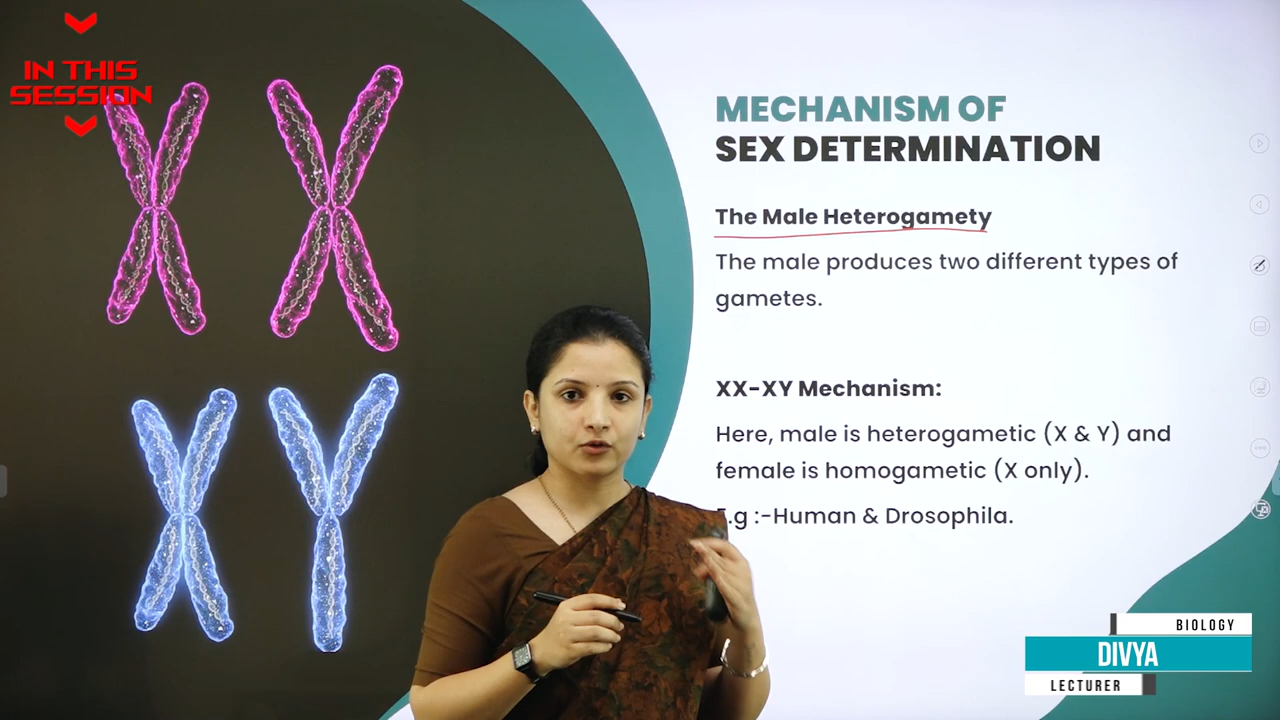 IN THIS
SESSION
MECHANISM OF
SEX DETERMINATION
The Male Heterogamety
The male produces two different types of
gametes.
XX-XY Mechanism:
Here, male is heterogametic (X & Y) and
female is homogametic (X only).
E.g :-Human & Drosophila.
BIOLOGY
DIVYA
LECTURER